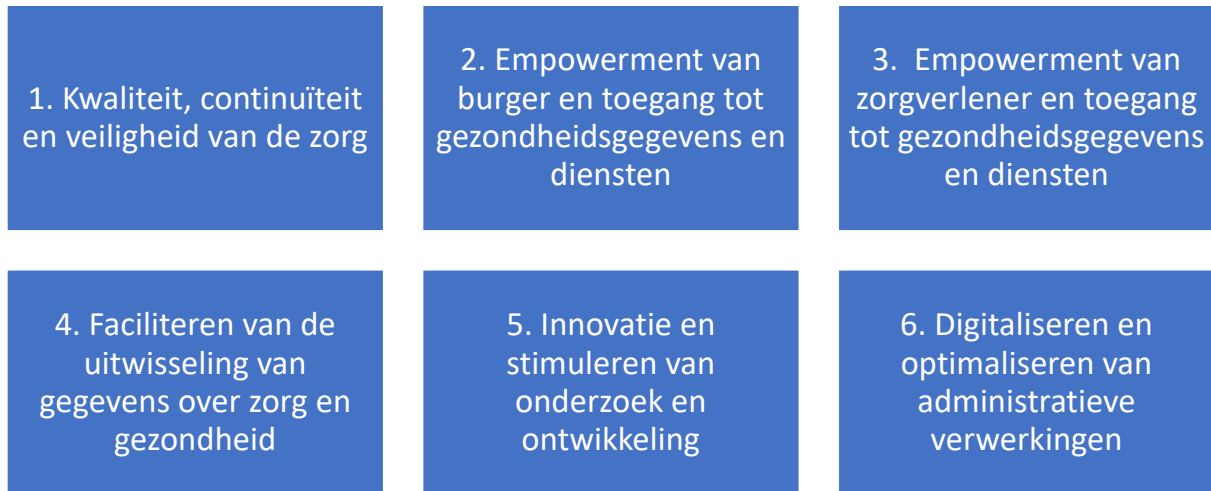 1. Kwaliteit, continuïteit
en veiligheid van de zorg
2. Empowerment van
burger en toegang tot
gezondheidsgegevens en
diensten
3. Empowerment van
zorgverlener en toegang
tot gezondheidsgegevens
en diensten
4. Faciliteren van de
uitwisseling van
gegevens over zorg en
gezondheid
5. Innovatie en
stimuleren van
onderzoek en
ontwikkeling
6. Digitaliseren en
optimaliseren van
administratieve
verwerkingen